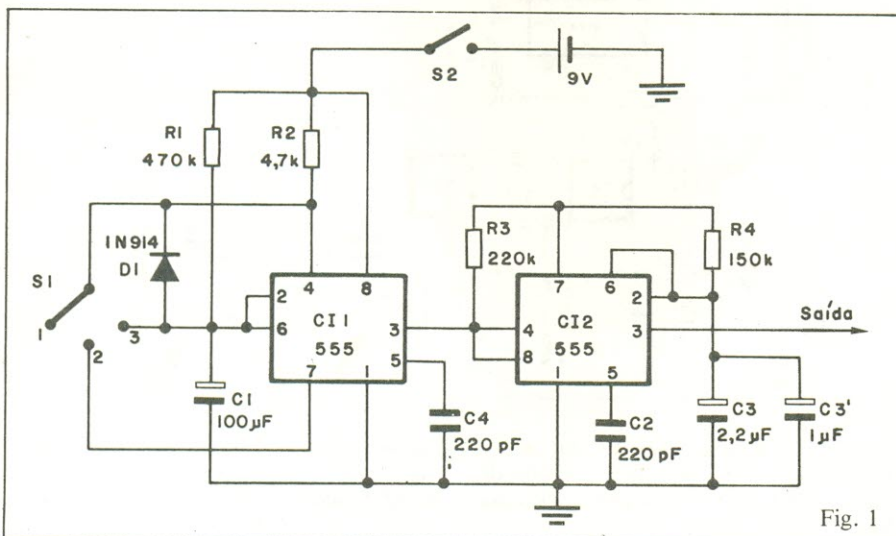 S2
9V
R1
470k
R2
4,7k
1N914
D1
S1
1
2
3
2
6
4
8
CI1
555
3
5
7
1
C1
100µF
C4
220 pF
R3
220k
4
8
7
6
2
3
CI2
555
1
5
R4
150k
Saída
C2
220 pF
C3
2,2µF
C3'
1µF
Fig. 1